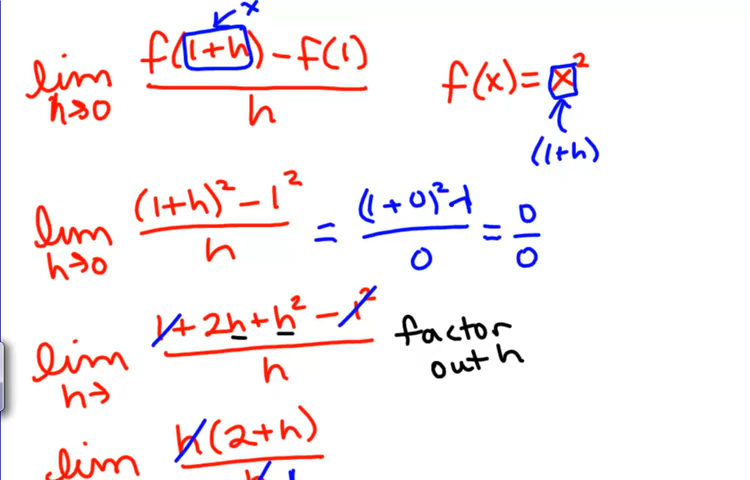 x
lim h→0 f(1+h) - f(1) / h
f(x) = x²
(1+h)
lim h→0 (1+h)² - 1² / h = (1+0)² - 1 / 0 = 0/0
lim h→ 1 + 2h + h² - 1² / h factor out h
lim h(2+h) / h 1